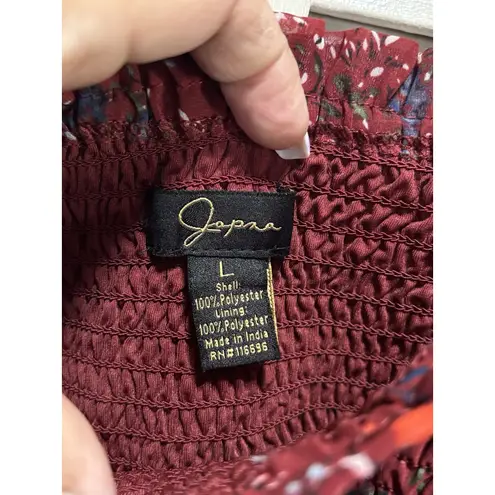 Japna
L
Shell:
100% Polyester
Lining:
100% Polyester
Made in India
RN#116696